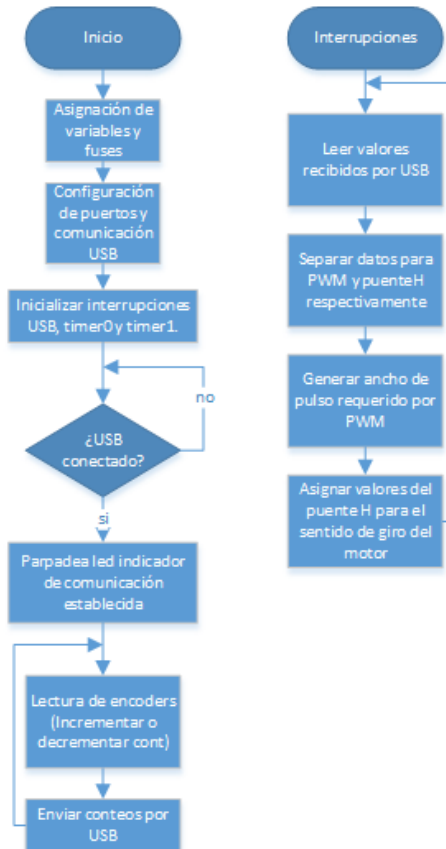 Inicio
Asignación de
variables y
fuses
Configuración
de puertos y
comunicación
USB
Inicializar interrupciones
USB, timer0 y timer1.
no
¿USB
conectado?
si
Parpadea led indicador
de comunicación
establecida
Lectura de encoders
(Incrementar o
decrementar cont)
Enviar conteos por
USB
Interrupciones
Leer valores
recibidos por USB
Separar datos para
PWM y puente H
respectivamente
Generar ancho de
pulso requerido por
PWM
Asignar valores del
puente H para el
sentido de giro del
motor